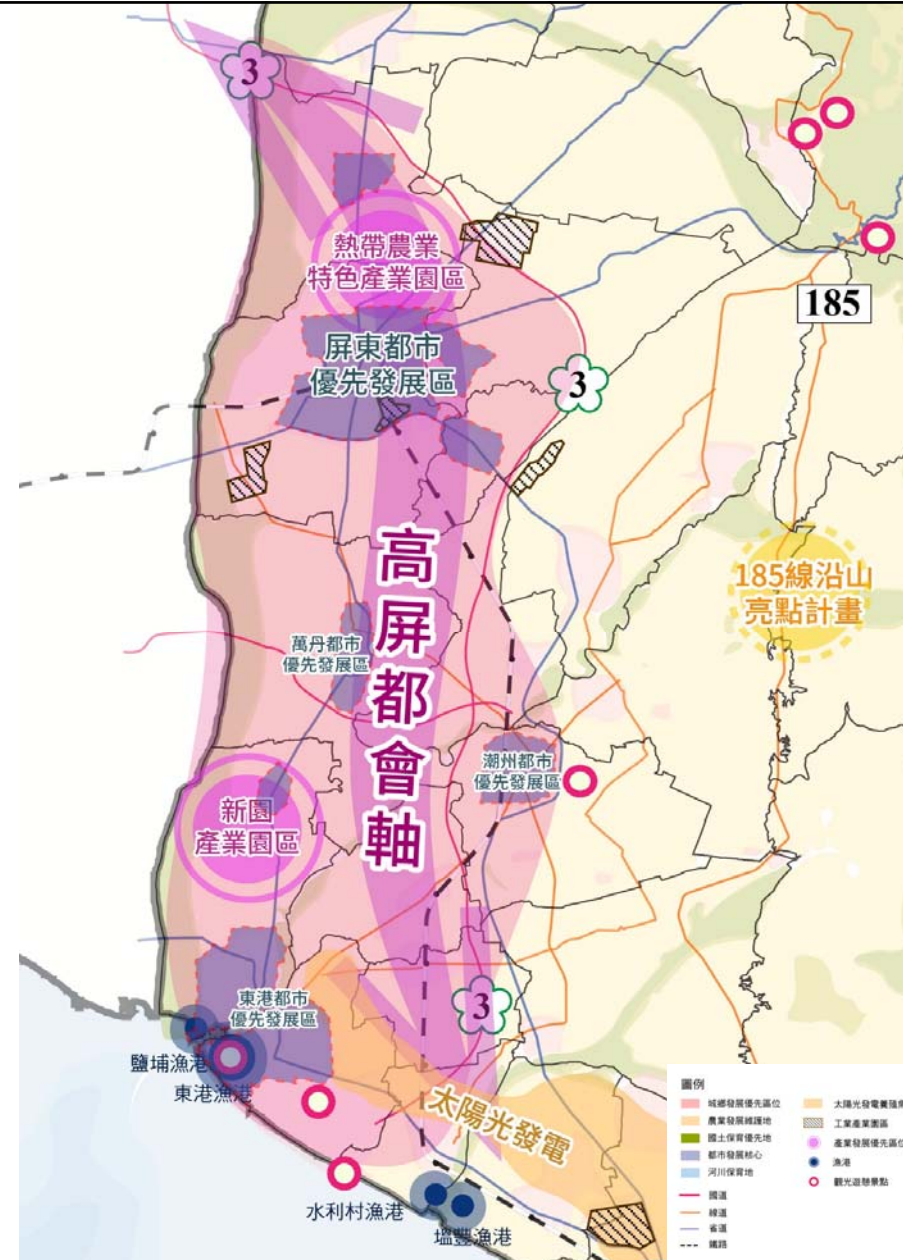 3
熱帶農業
特色產業園區
185
屏東都市
優先發展區
3
高屏都會軸
185線沿山
亮點計畫
萬丹都市
優先發展區
潮州都市
優先發展區
新園
產業園區
3
東港都市
優先發展區
鹽埔漁港
東港漁港
太陽光發電
水利村漁港
塭豐漁港
圖例
城鄉發展優先區位
農業發展維護地
國土保育優先地
都市發展核心
河川保育地
國道
縣道
省道
鐵路
工業產業園區
產業發展優先區位
漁港
觀光遊憩景點